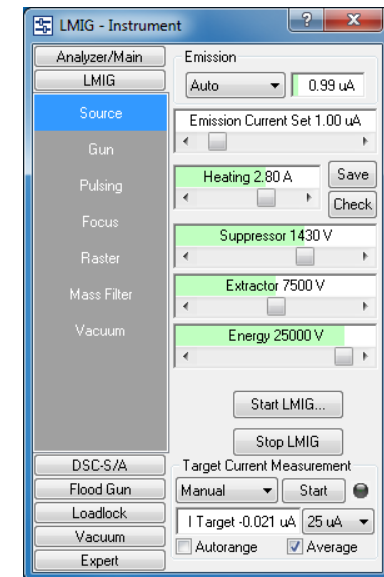 LMIG - Instrument
Analyzer/Main
LMIG
Source
Gun
Pulsing
Focus
Raster
Mass Filter
Vacuum
DSC-S/A
Flood Gun
Loadlock
Vacuum
Expert
Emission
Auto 0.99 uA
Emission Current Set 1.00 uA
Heating 2.80 A Save
Check
Suppressor 1430 V
Extractor 7500 V
Energy 25000 V
Start LMIG...
Stop LMIG
Target Current Measurement
Manual Start
I Target -0.021 uA 25 uA
Autorange Average